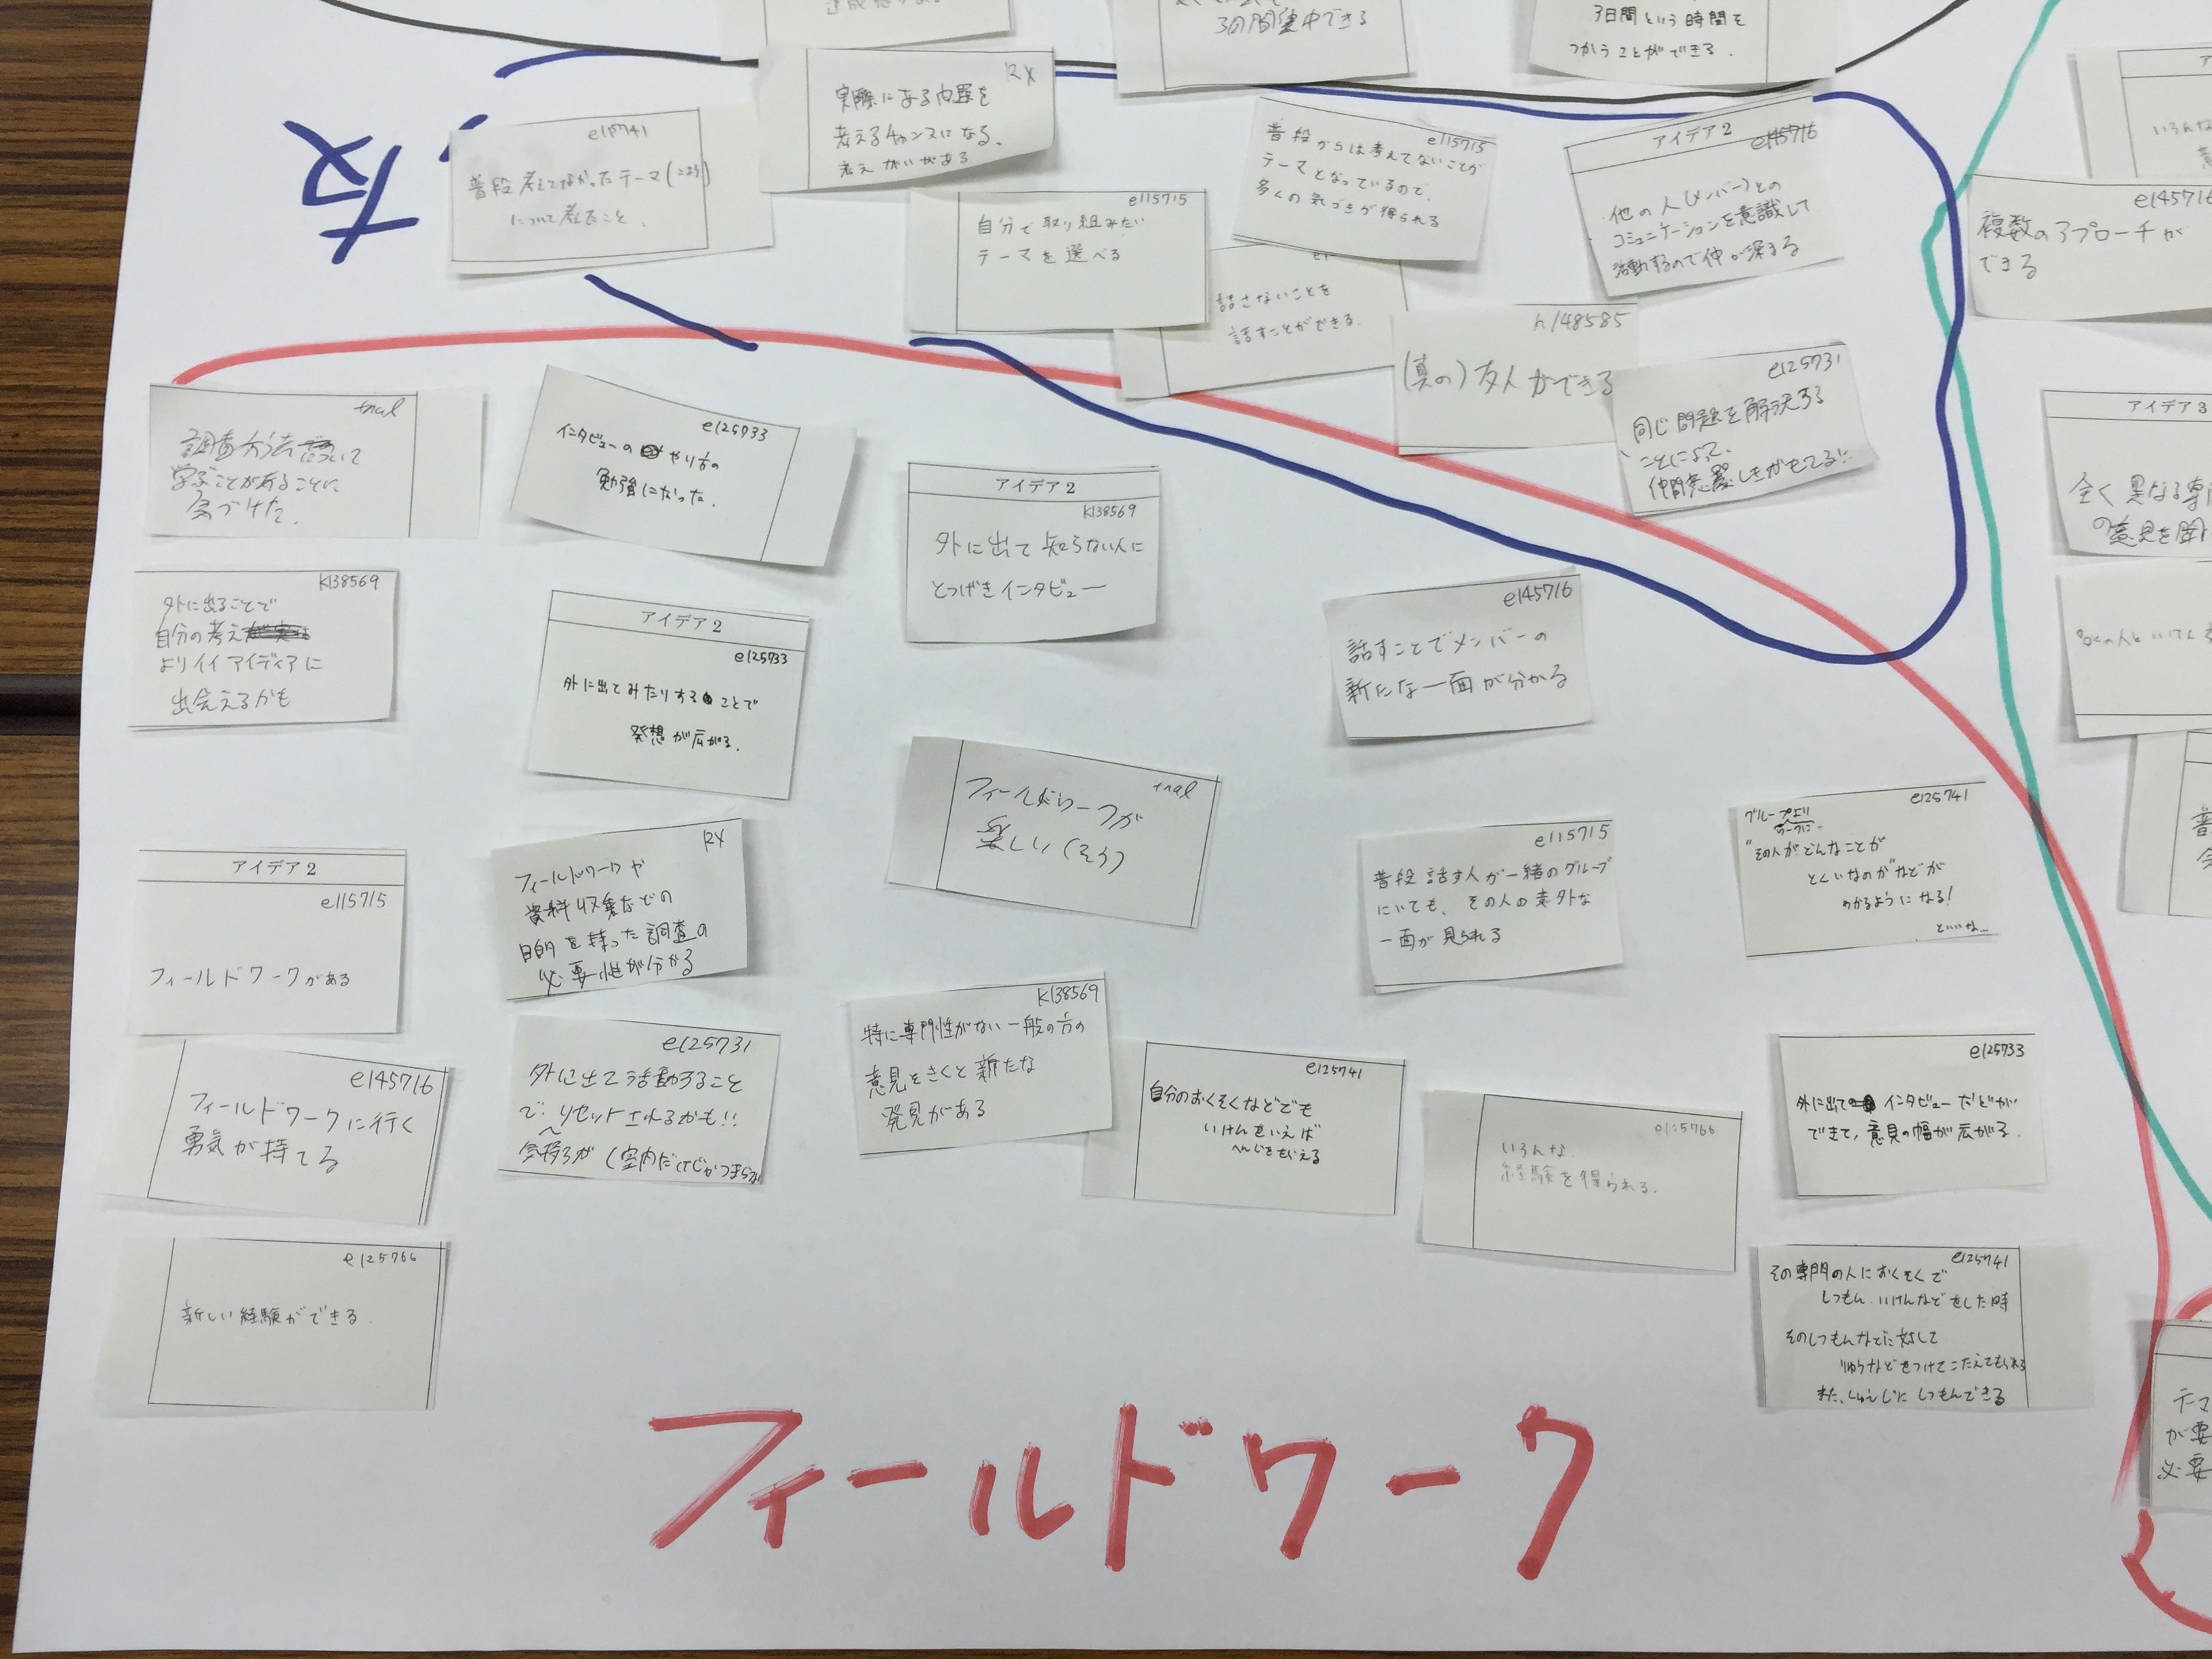 3日間集中できる
3日間という時間を
つかうことができる.
方
e115741
普段考えてなかったテーマ(こころ)
について考えたこと.
RX
実際にある内題を
考えるチャンスになる.
考えがいがある
e115715
自分で取り組みたい
テーマを選べる
e115715
普段からは考えてないことが
テーマとなっているので、
多くの気づきが得られる
話さないことを
話すことができる.
アイデア2
e145716
他の人(メンバー)との
コミュニケーションを意識して
活動するので仲が深まる
h148585
(真の)友人ができる
e125731
同じ問題を解決する
ことによって、
仲間意識しきがもてる!!
e145716
複数のアプローチが
できる
アイデア3
全く異なる専門
の意見を聞
いろんな
trial
調査方法について
学ぶことがあることに
気づけた.
e125733
インタビューの やり方の
勉強になった.
アイデア2
k138569
外に出て知らない人に
とつげきインタビュー
k138569
外に出ることで
自分の考え
よりイイアイディアに
出会えるかも
アイデア2
e125733
外に出てみたりすることで
発想が広がる.
e145716
話すことでメンバーの
新たな一面が分かる
trial
フィールドワークが
楽しい(そう)
アイデア2
e115715
フィールドワークがある
RX
フィールドワークや
資料収集などの
目的を持った調査の
必要性が分かる
e115715
普段話す人が一緒のグループ
にいても、その人の意外な
一面が見られる
e125741
グループより
ワークに
"その人がどんなことが
とくいなのか"などが
わかるようになる!
といいな…
e145716
フィールドワークに行く
勇気が持てる
e125731
外に出て活動すること
で リセットされるかも!!
気持ちが (室内だけじゃつまらない
k138569
特に専門性がない一般の方の
意見をきくと新たな
発見がある
e125741
自分のおくそくなどでも
いけんをいえば
へんじをもらえる
e125766
いろんな
経験を得られる.
e125733
外に出て インタビューなどが
できて、意見の幅が広がる.
e125766
新しい経験ができる.
e125741
その専門の人におくそくで
しつもん、いけんなどをした時
そのしつもんなどに対して
りゆうなどをつけてこたえてもらえる
また、しゅうじにしつもんできる
テマ
が要
必要
フィールドワーク